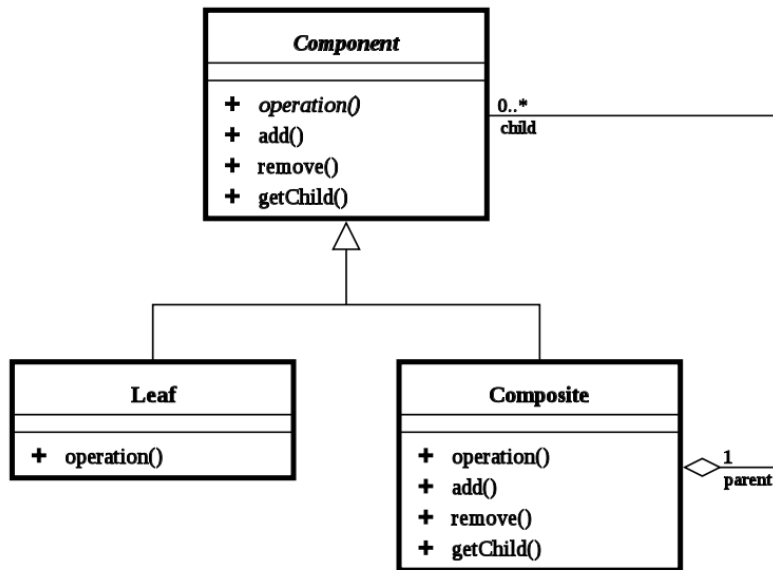 Component
+ operation()
+ add()
+ remove()
+ getChild()
0..*
child
Leaf
+ operation()
Composite
+ operation()
+ add()
+ remove()
+ getChild()
1
parent